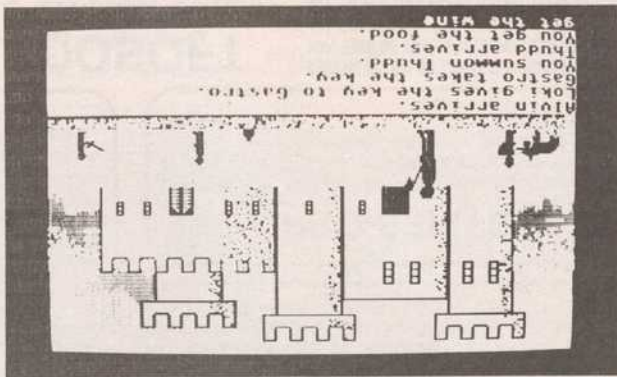 Alvin arrives.
Loki gives the key to Gastro.
Gastro takes the key.
You summon Thudd.
Thudd arrives.
You get the food.
get the wine